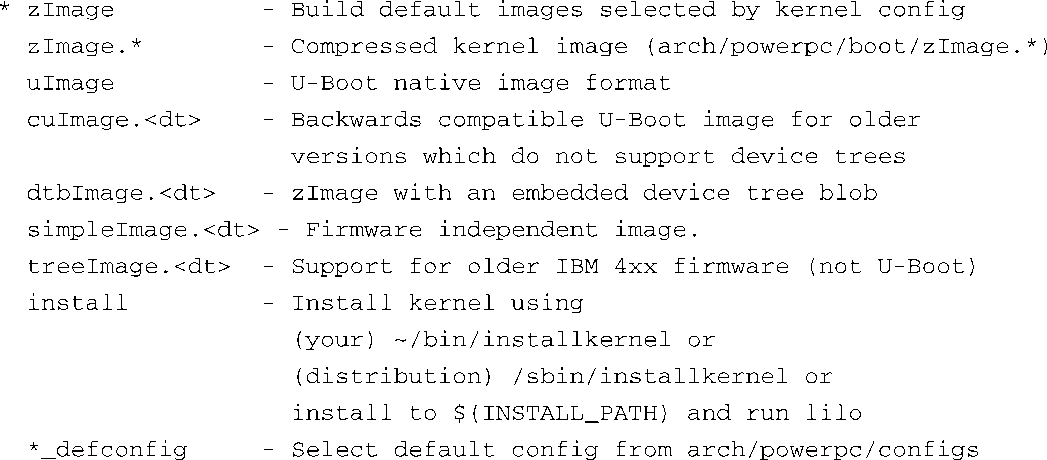 * zImage          - Build default images selected by kernel config
  zImage.*        - Compressed kernel image (arch/powerpc/boot/zImage.*)
  uImage          - U-Boot native image format
  cuImage.<dt>    - Backwards compatible U-Boot image for older
                    versions which do not support device trees
  dtbImage.<dt>   - zImage with an embedded device tree blob
  simpleImage.<dt> - Firmware independent image.
  treeImage.<dt>  - Support for older IBM 4xx firmware (not U-Boot)
  install         - Install kernel using
                    (your) ~/bin/installkernel or
                    (distribution) /sbin/installkernel or
                    install to $(INSTALL_PATH) and run lilo
  *_defconfig     - Select default config from arch/powerpc/configs